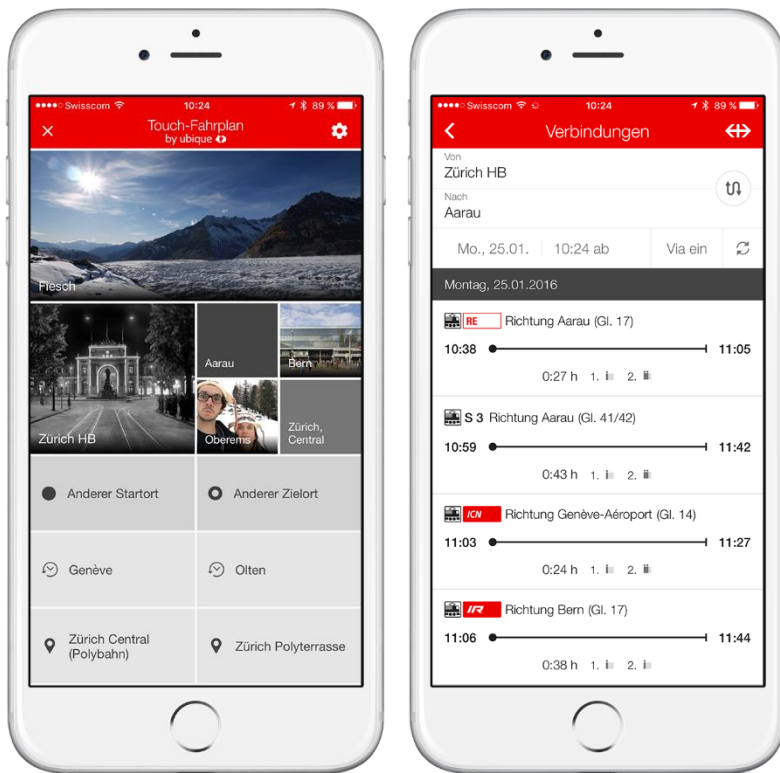 Swisscom 10:24 89 %
Touch-Fahrplan
by ubique
Fiesch
Zürich HB
Aarau
Bern
Oberems
Zürich,
Central
Anderer Startort
Anderer Zielort
Genève
Olten
Zürich Central
(Polybahn)
Zürich Polyterrasse
Swisscom 10:24 89 %
Verbindungen
Von
Zürich HB
Nach
Aarau
Mo., 25.01. 10:24 ab Via ein
Montag, 25.01.2016
RE Richtung Aarau (Gl. 17)
10:38 11:05
0:27 h 1. 2.
S 3 Richtung Aarau (Gl. 41/42)
10:59 11:42
0:43 h 1. 2.
ICN Richtung Genève-Aéroport (Gl. 14)
11:03 11:27
0:24 h 1. 2.
IR Richtung Bern (Gl. 17)
11:06 11:44
0:38 h 1. 2.